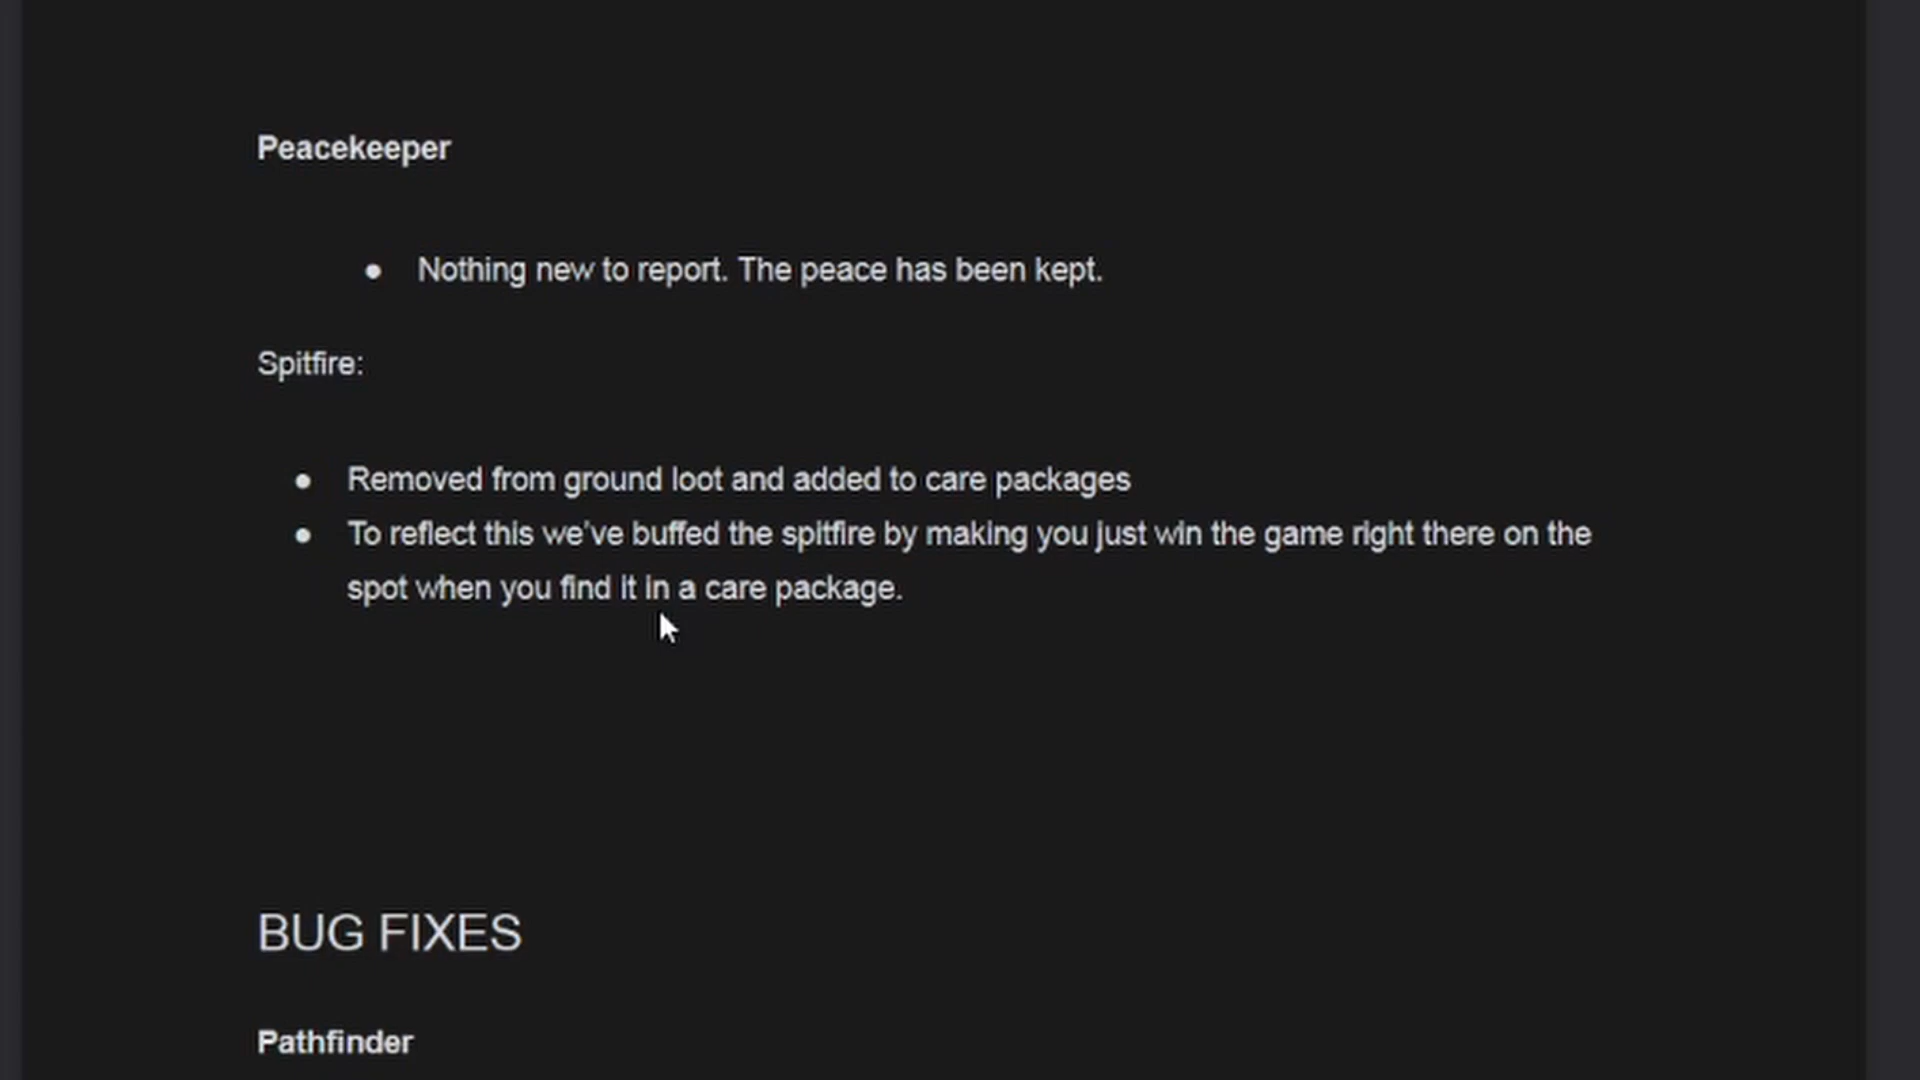 Peacekeeper
Nothing new to report. The peace has been kept.
Spitfire:
Removed from ground loot and added to care packages
To reflect this we've buffed the spitfire by making you just win the game right there on the
spot when you find it in a care package.
BUG FIXES
Pathfinder